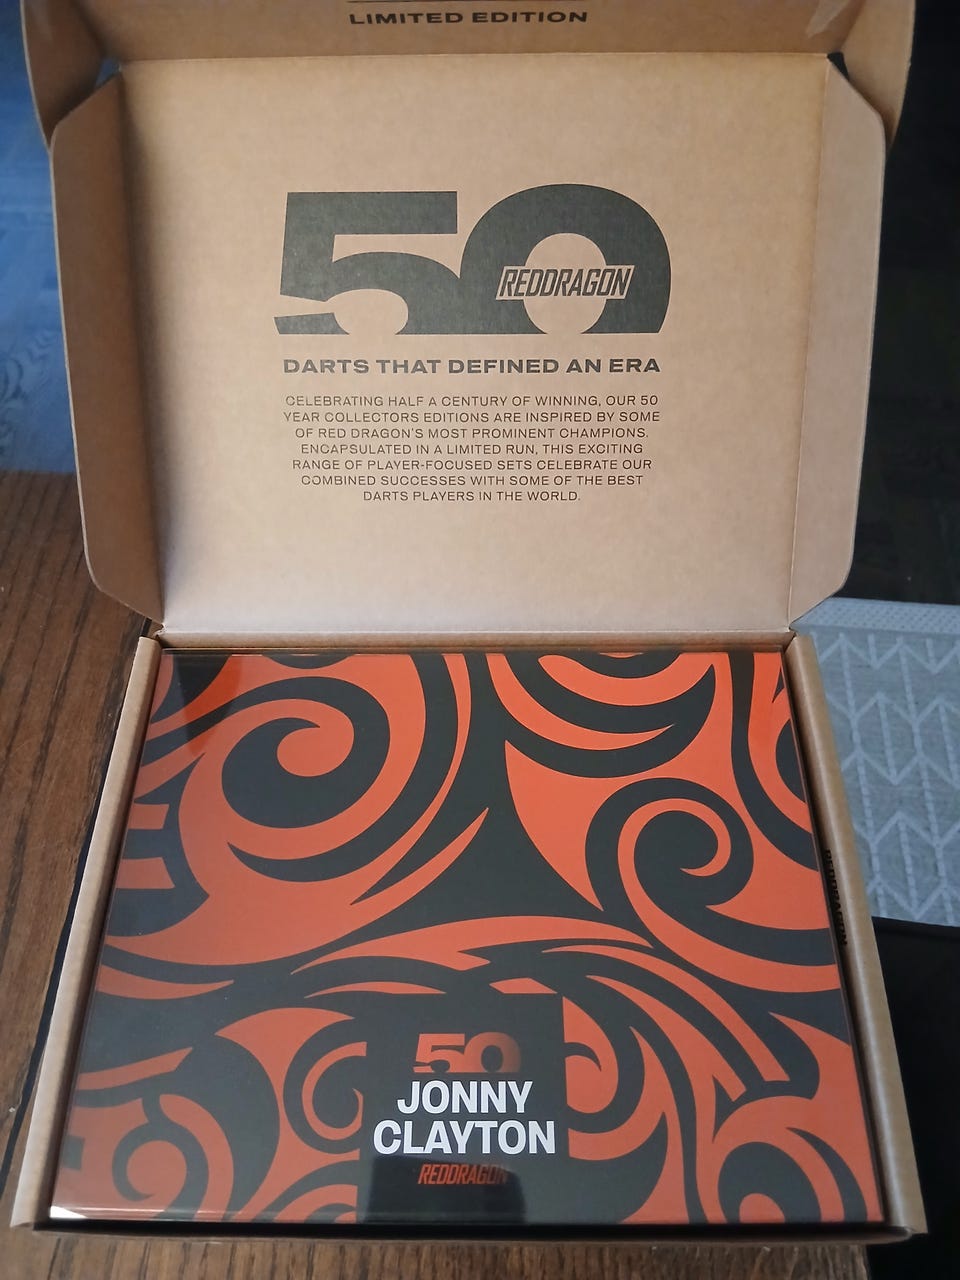 LIMITED EDITION
50
REDDRAGON
DARTS THAT DEFINED AN ERA
CELEBRATING HALF A CENTURY OF WINNING, OUR 50
YEAR COLLECTORS EDITIONS ARE INSPIRED BY SOME
OF RED DRAGON'S MOST PROMINENT CHAMPIONS.
ENCAPSULATED IN A LIMITED RUN, THIS EXCITING
RANGE OF PLAYER-FOCUSED SETS CELEBRATE OUR
COMBINED SUCCESSES WITH SOME OF THE BEST
DARTS PLAYERS IN THE WORLD.
50
JONNY
CLAYTON
REDDRAGON
REDDRAGON